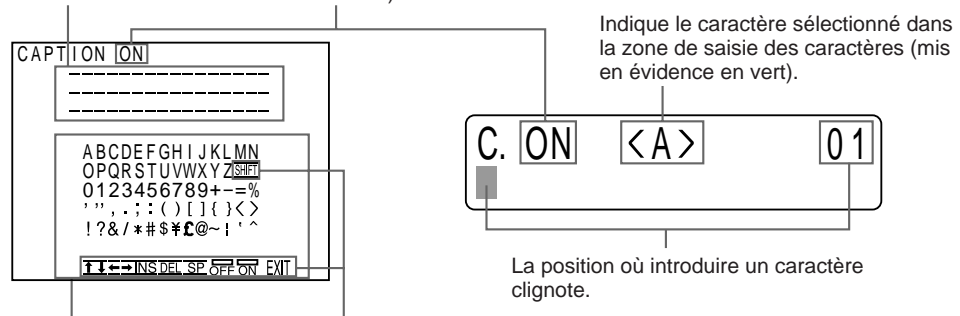 Indique le caractère sélectionné dans
la zone de saisie des caractères (mis
en évidence en vert).
CAPTION ON
ABCDEFGHIJKLMN
OPQRSTUVWXYZ SHIFT
0123456789+-=%
'",.;:()[]{}<>
!?&/*#$¥£@~¦'^
↑↓←→INS DEL SP OFF ON EXIT
C. ON <A> 01
La position où introduire un caractère
clignote.